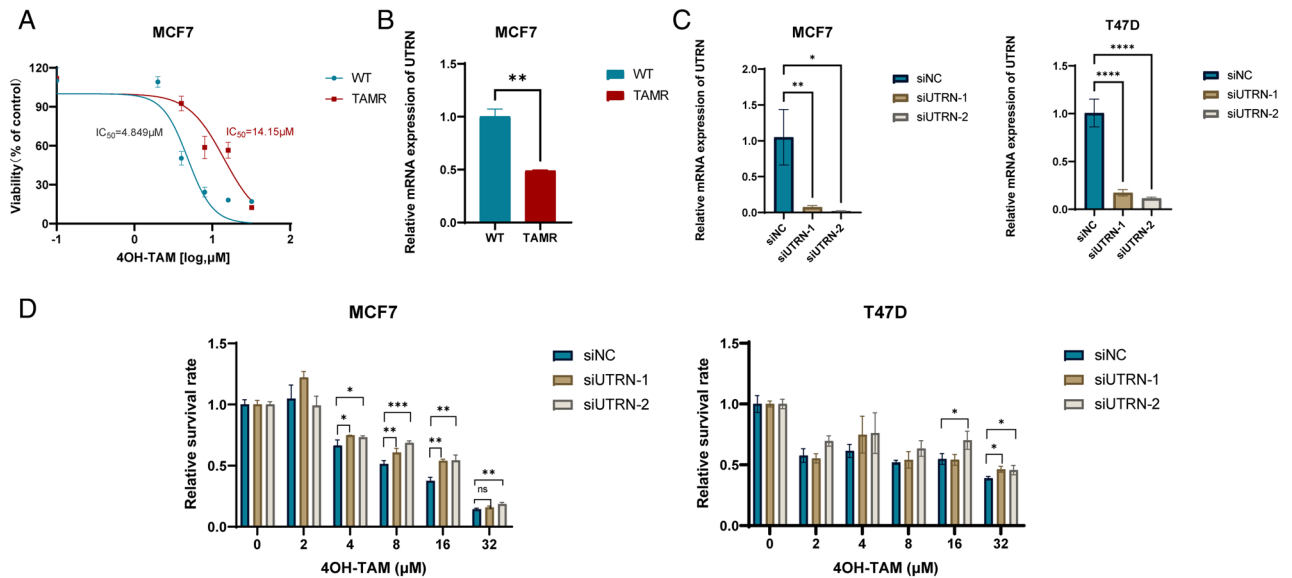 A
MCF7
Viability (% of control)
120
90
60
30
0
-1
0
1
2
4OH-TAM [log,μM]
IC50=4.849μM
IC50=14.15μM
WT
TAMR
B
MCF7
Relative mRNA expression of UTRN
1.5
1.0
0.5
0.0
**
WT
TAMR
WT
TAMR
C
MCF7
Relative mRNA expression of UTRN
2.0
1.5
1.0
0.5
0.0
*
**
siNC
siUTRN-1
siUTRN-2
siNC
siUTRN-1
siUTRN-2
T47D
Relative mRNA expression of UTRN
1.5
1.0
0.5
0.0
****
****
siNC
siUTRN-1
siUTRN-2
siNC
siUTRN-1
siUTRN-2
D
MCF7
Relative survival rate
1.5
1.0
0.5
0.0
*
*
***
**
**
**
**
ns
0
2
4
8
16
32
4OH-TAM (μM)
siNC
siUTRN-1
siUTRN-2
T47D
Relative survival rate
1.5
1.0
0.5
0.0
*
*
*
0
2
4
8
16
32
4OH-TAM (μM)
siNC
siUTRN-1
siUTRN-2